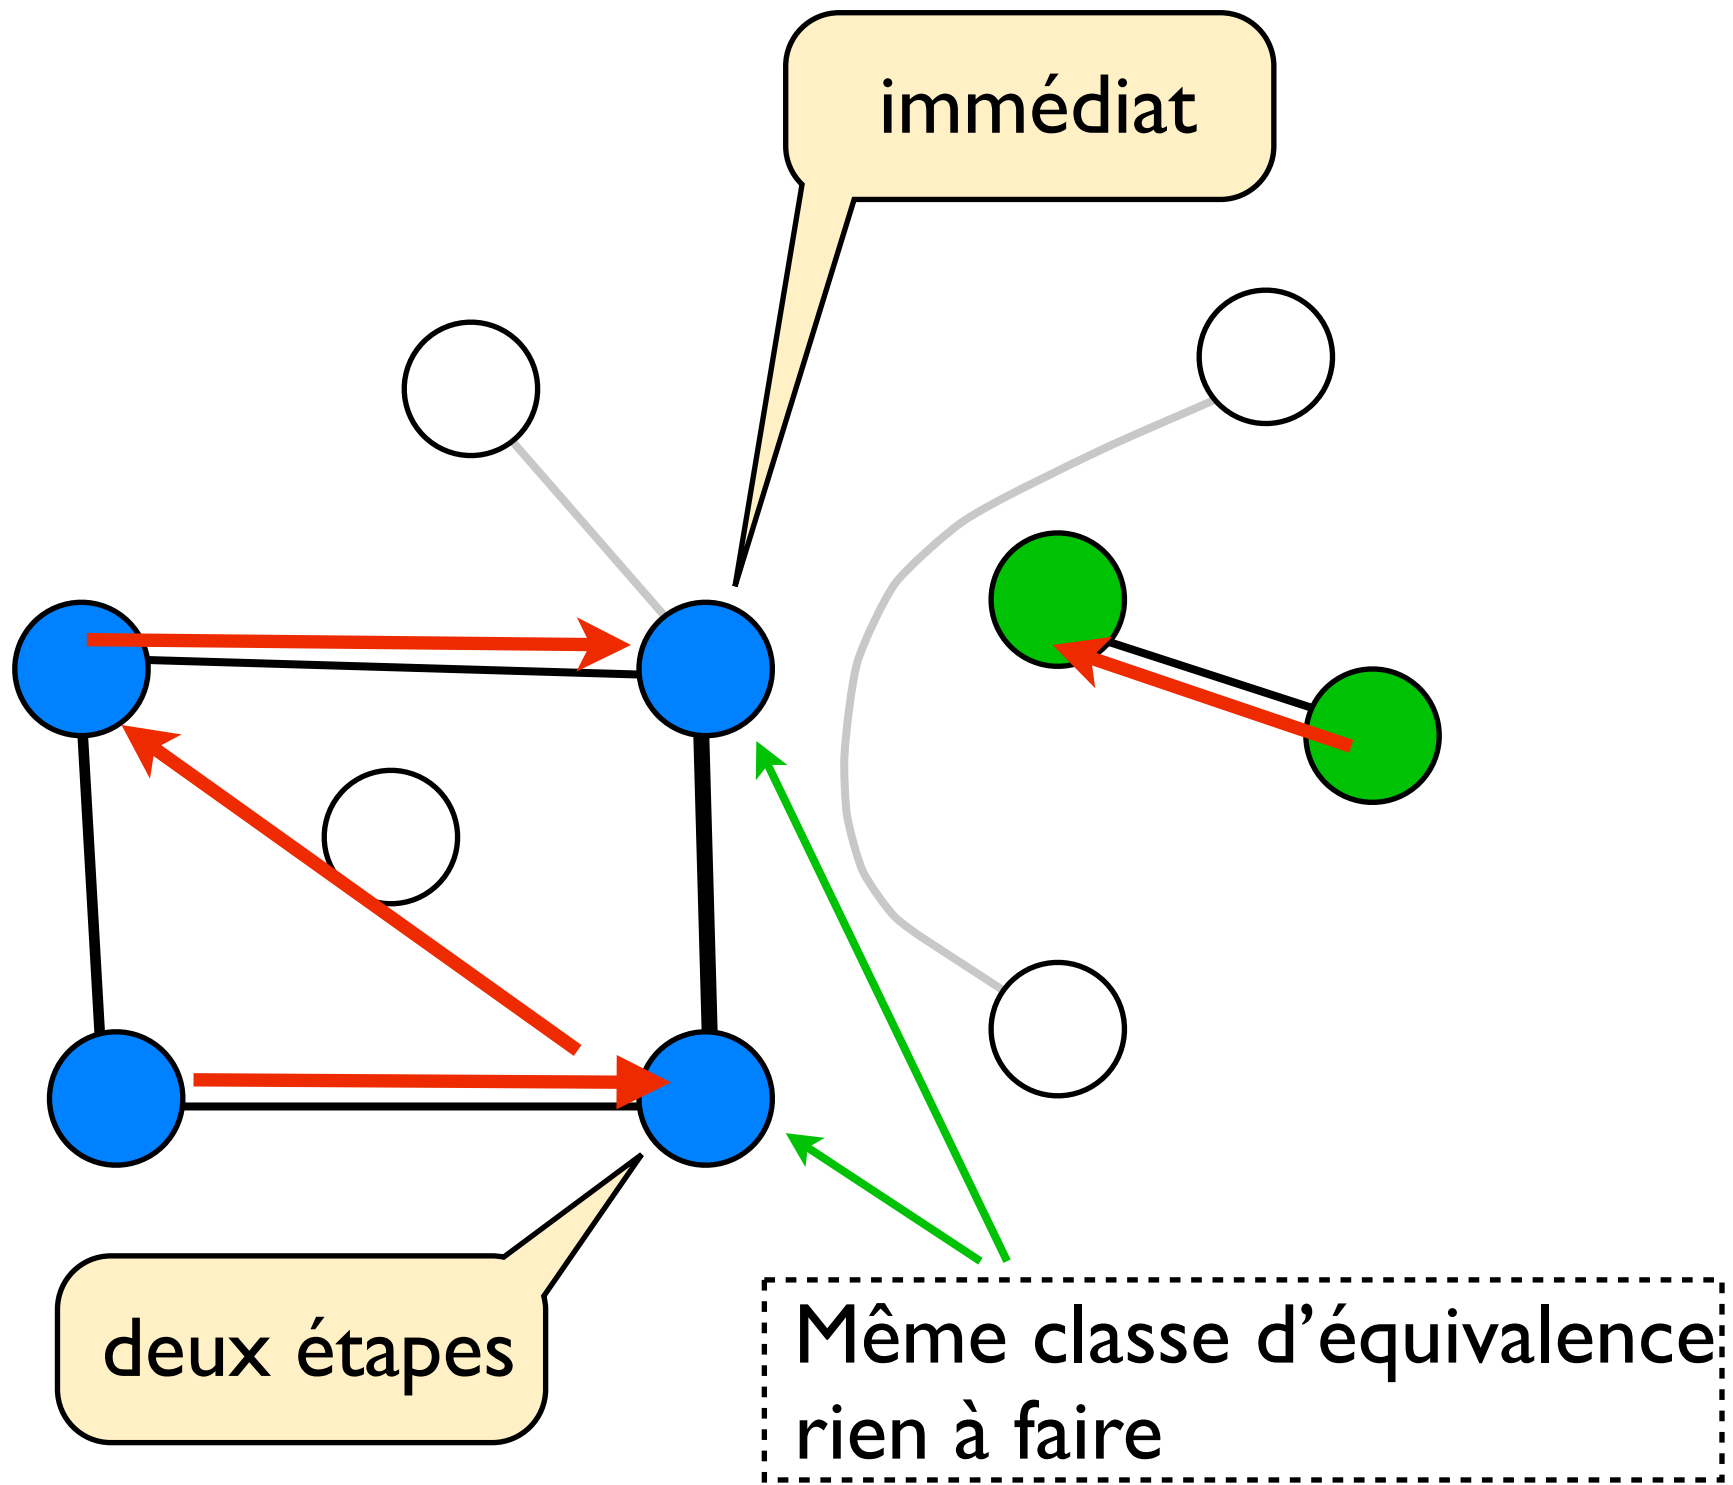 immédiat
deux étapes
Même classe d’équivalence
rien à faire